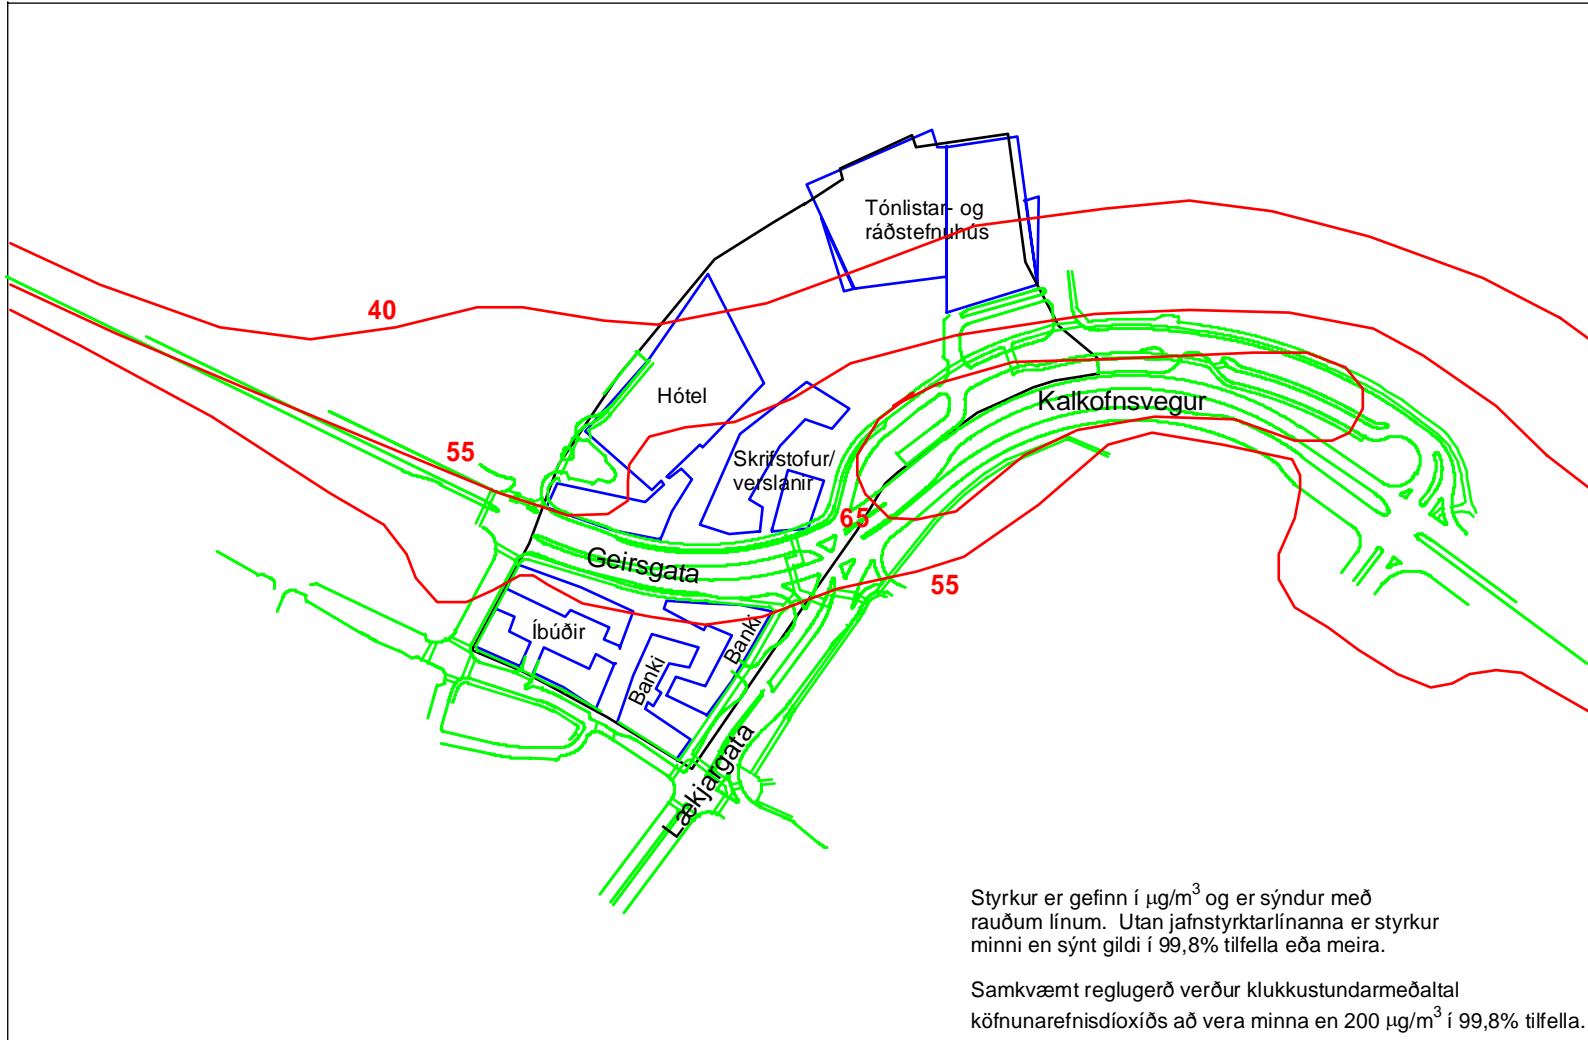 Tónlistar- og
ráðstefnuhús
40
Hótel
Kalkofnsvegur
55
Skrifstofur/
verslanir
65
Geirsgata
55
Íbúðir
Banki
Banki
Lækjargata
Styrkur er gefinn í µg/m³ og er sýndur með
rauðum línum. Utan jafnstyrktarlínanna er styrkur
minni en sýnt gildi í 99,8% tilfella eða meira.
Samkvæmt reglugerð verður klukkustundarmeðaltal
köfnunarefnisdíoxíðs að vera minna en 200 µg/m³ í 99,8% tilfella.